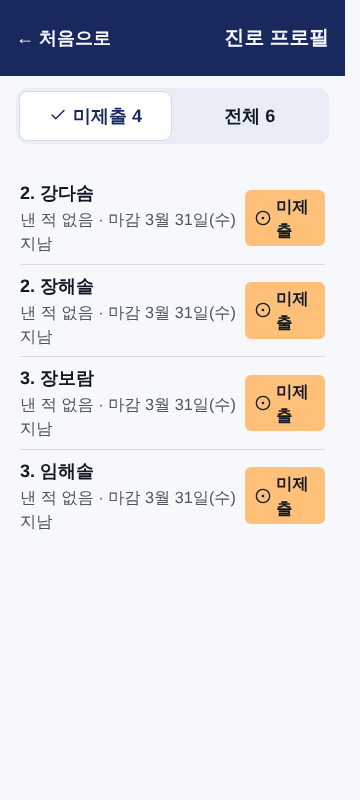 ← 처음으로
진로 프로필
미제출 4
전체 6
2. 강다솜
낸 적 없음 · 마감 3월 31일(수)
지남
미제
출
2. 장해솔
낸 적 없음 · 마감 3월 31일(수)
지남
미제
출
3. 장보람
낸 적 없음 · 마감 3월 31일(수)
지남
미제
출
3. 임해솔
낸 적 없음 · 마감 3월 31일(수)
지남
미제
출